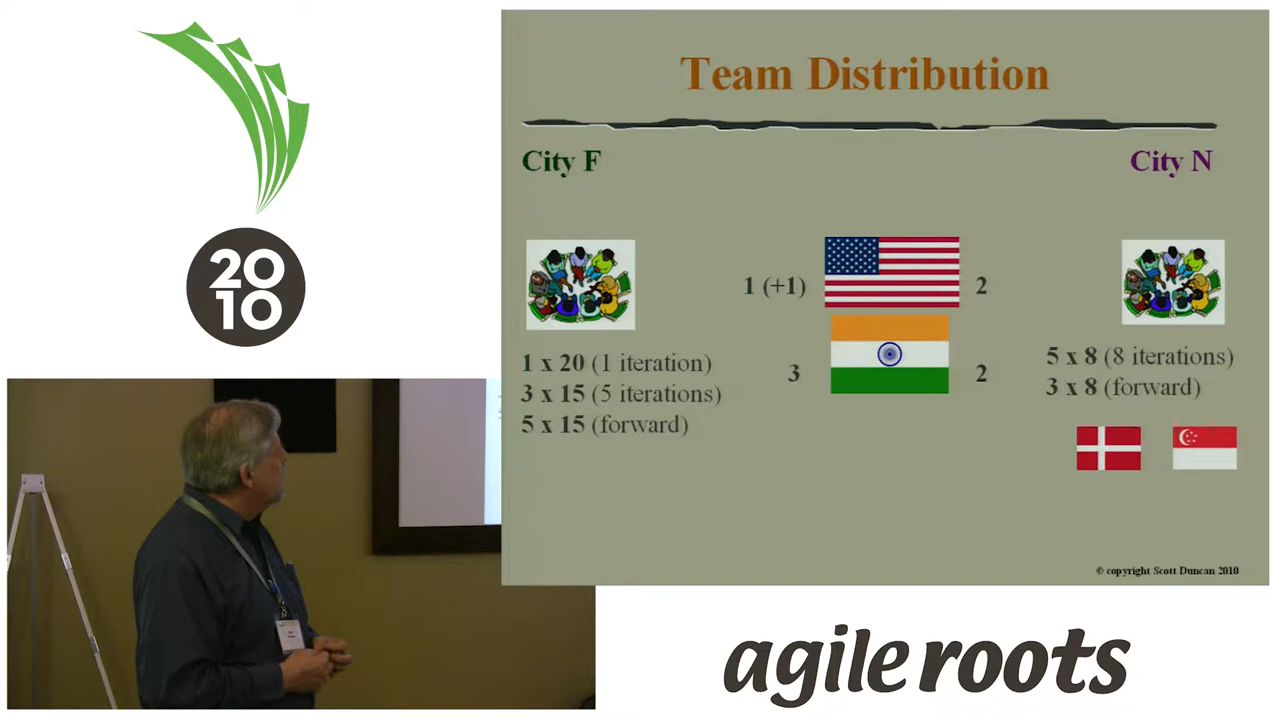 20
10
Team Distribution
City F
City N
1 (+1)
2
1 x 20 (1 iteration)
3 x 15 (5 iterations)
5 x 15 (forward)
3
2
5 x 8 (8 iterations)
3 x 8 (forward)
© copyright Scott Duncan 2010
agile roots